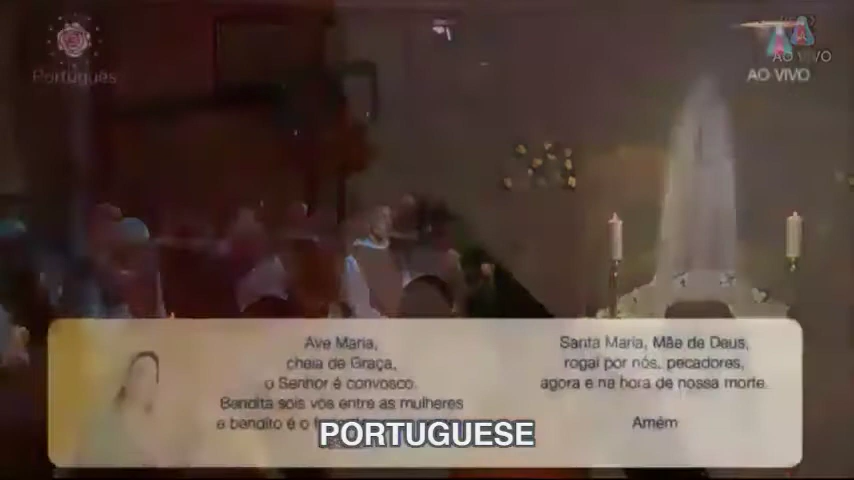 Português
AO VIVO
AO VIVO
Ave Maria,
cheia de Graça,
o Senhor é convosco.
Bendita sois vós entre as mulheres
e bendito é o
Santa Maria, Mãe de Deus,
rogai por nós, pecadores,
agora e na hora de nossa morte.
Amém
PORTUGUESE